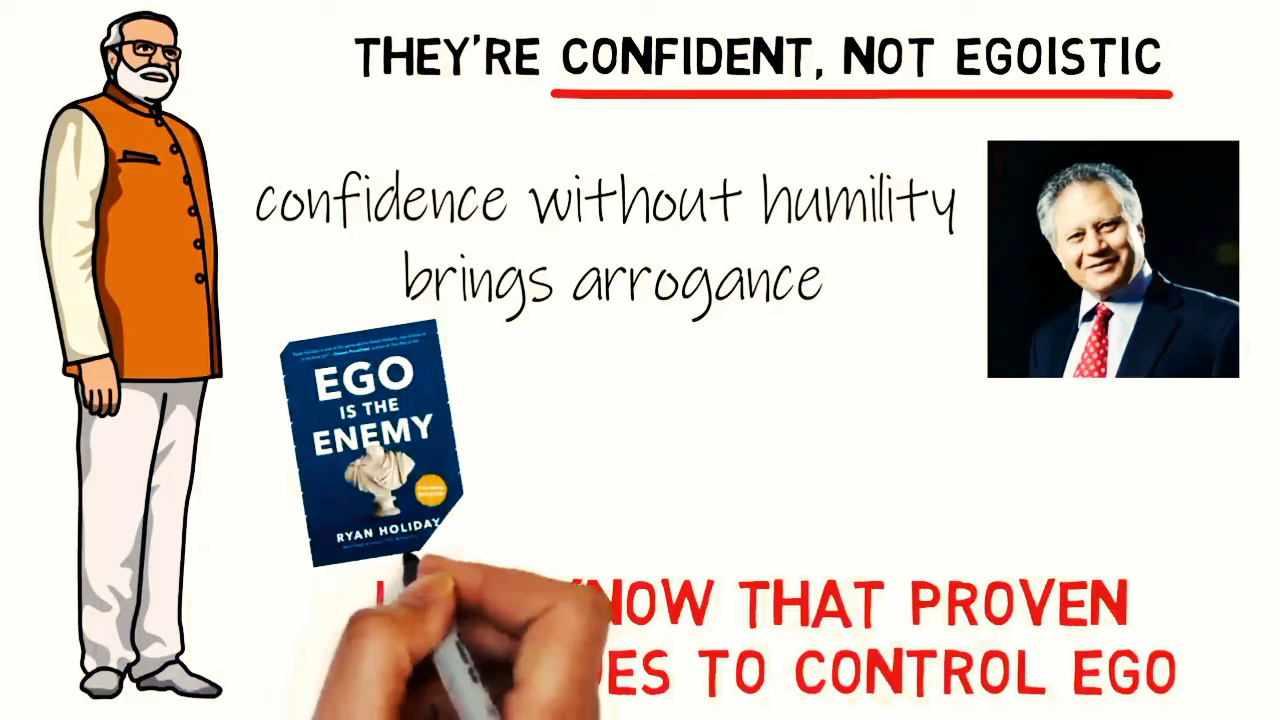 THEY'RE CONFIDENT, NOT EGOISTIC
confidence without humility
brings arrogance
EGO
IS THE
ENEMY
RYAN HOLIDAY
NOW THAT PROVEN
TO CONTROL EGO